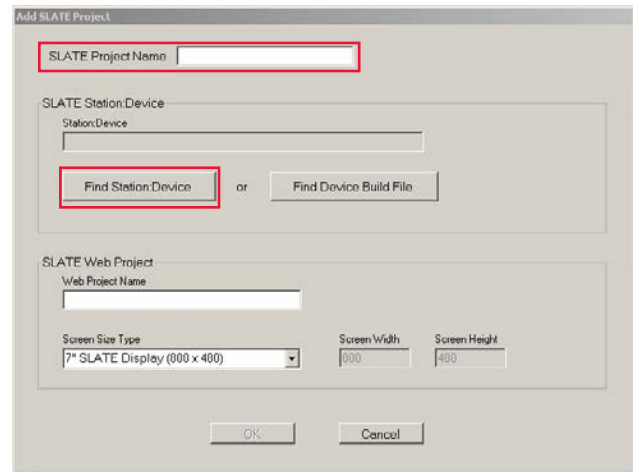 Add SLATE Project
SLATE Project Name
SLATE Station:Device
Station:Device
Find Station:Device or Find Device Build File
SLATE Web Project
Web Project Name
Screen Size Type Screen Width Screen Height
7" SLATE Display (800 x 480) 800 480
OK Cancel